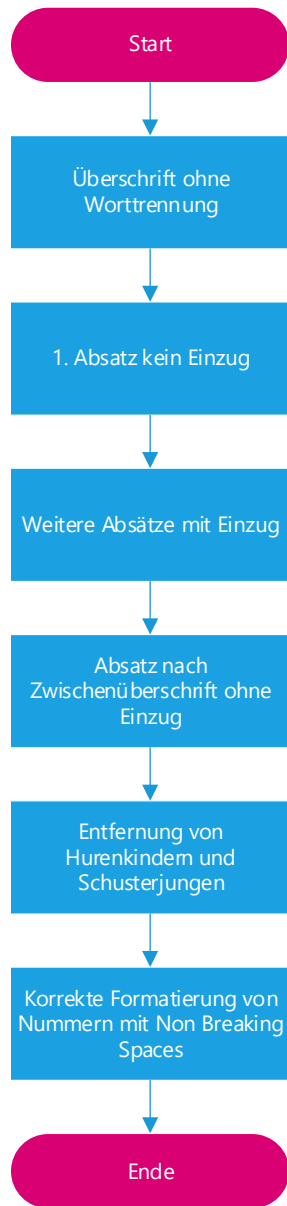 Start
Überschrift ohne
Worttrennung
1. Absatz kein Einzug
Weitere Absätze mit Einzug
Absatz nach
Zwischenüberschrift ohne
Einzug
Entfernung von
Hurenkindern und
Schusterjungen
Korrekte Formatierung von
Nummern mit Non Breaking
Spaces
Ende